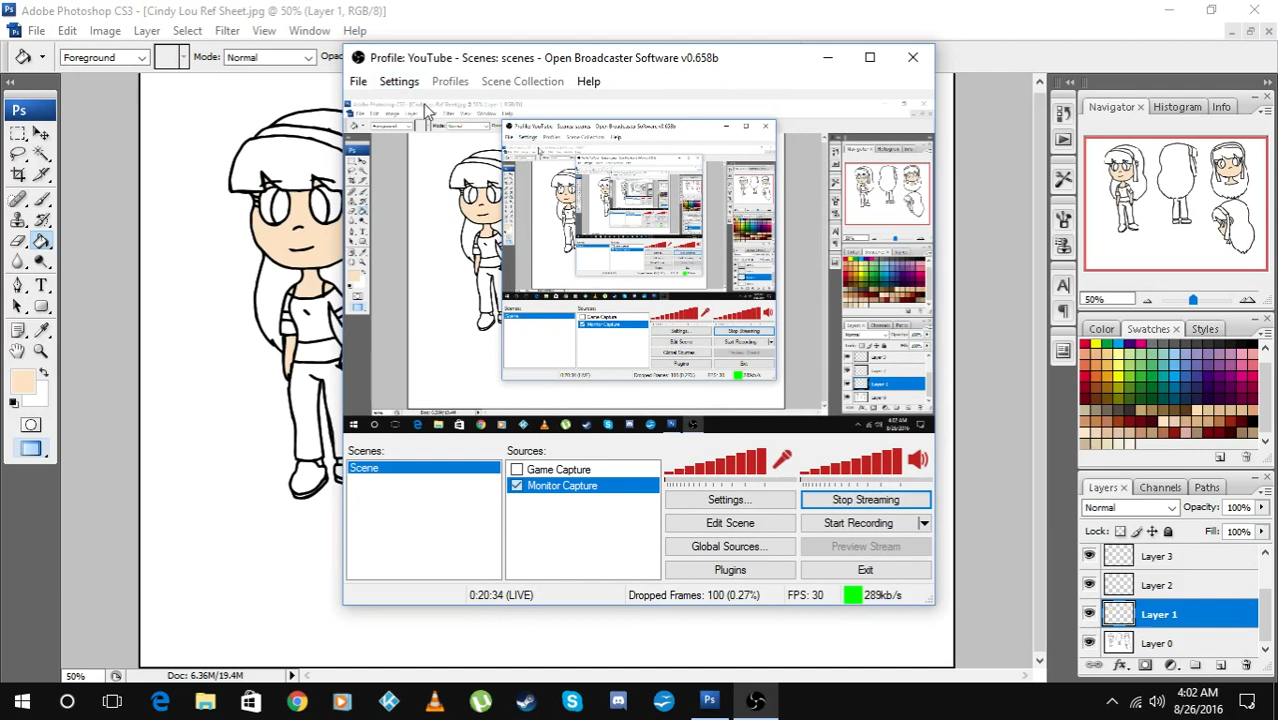 Adobe Photoshop CS3 - [Cindy Lou Ref Sheet.jpg @ 50% (Layer 1, RGB/8)]
File Edit Image Layer Select Filter View Window Help
Foreground Mode: Normal
Profile: YouTube - Scenes: scenes - Open Broadcaster Software v0.658b
File Settings Profiles Scene Collection Help
Ps
Navigator Histogram Info
50%
Color Swatches Styles
Scenes:
Scene
Sources:
Game Capture
Monitor Capture
Settings... Stop Streaming
Edit Scene Start Recording
Global Sources... Preview Stream
Plugins Exit
0:20:34 (LIVE) Dropped Frames: 100 (0.27%) FPS: 30 289kb/s
Layers Channels Paths
Normal Opacity: 100%
Lock: Fill: 100%
Layer 3
Layer 2
Layer 1
Layer 0
50% Doc: 6.36M/19.4M
4:02 AM
8/26/2016